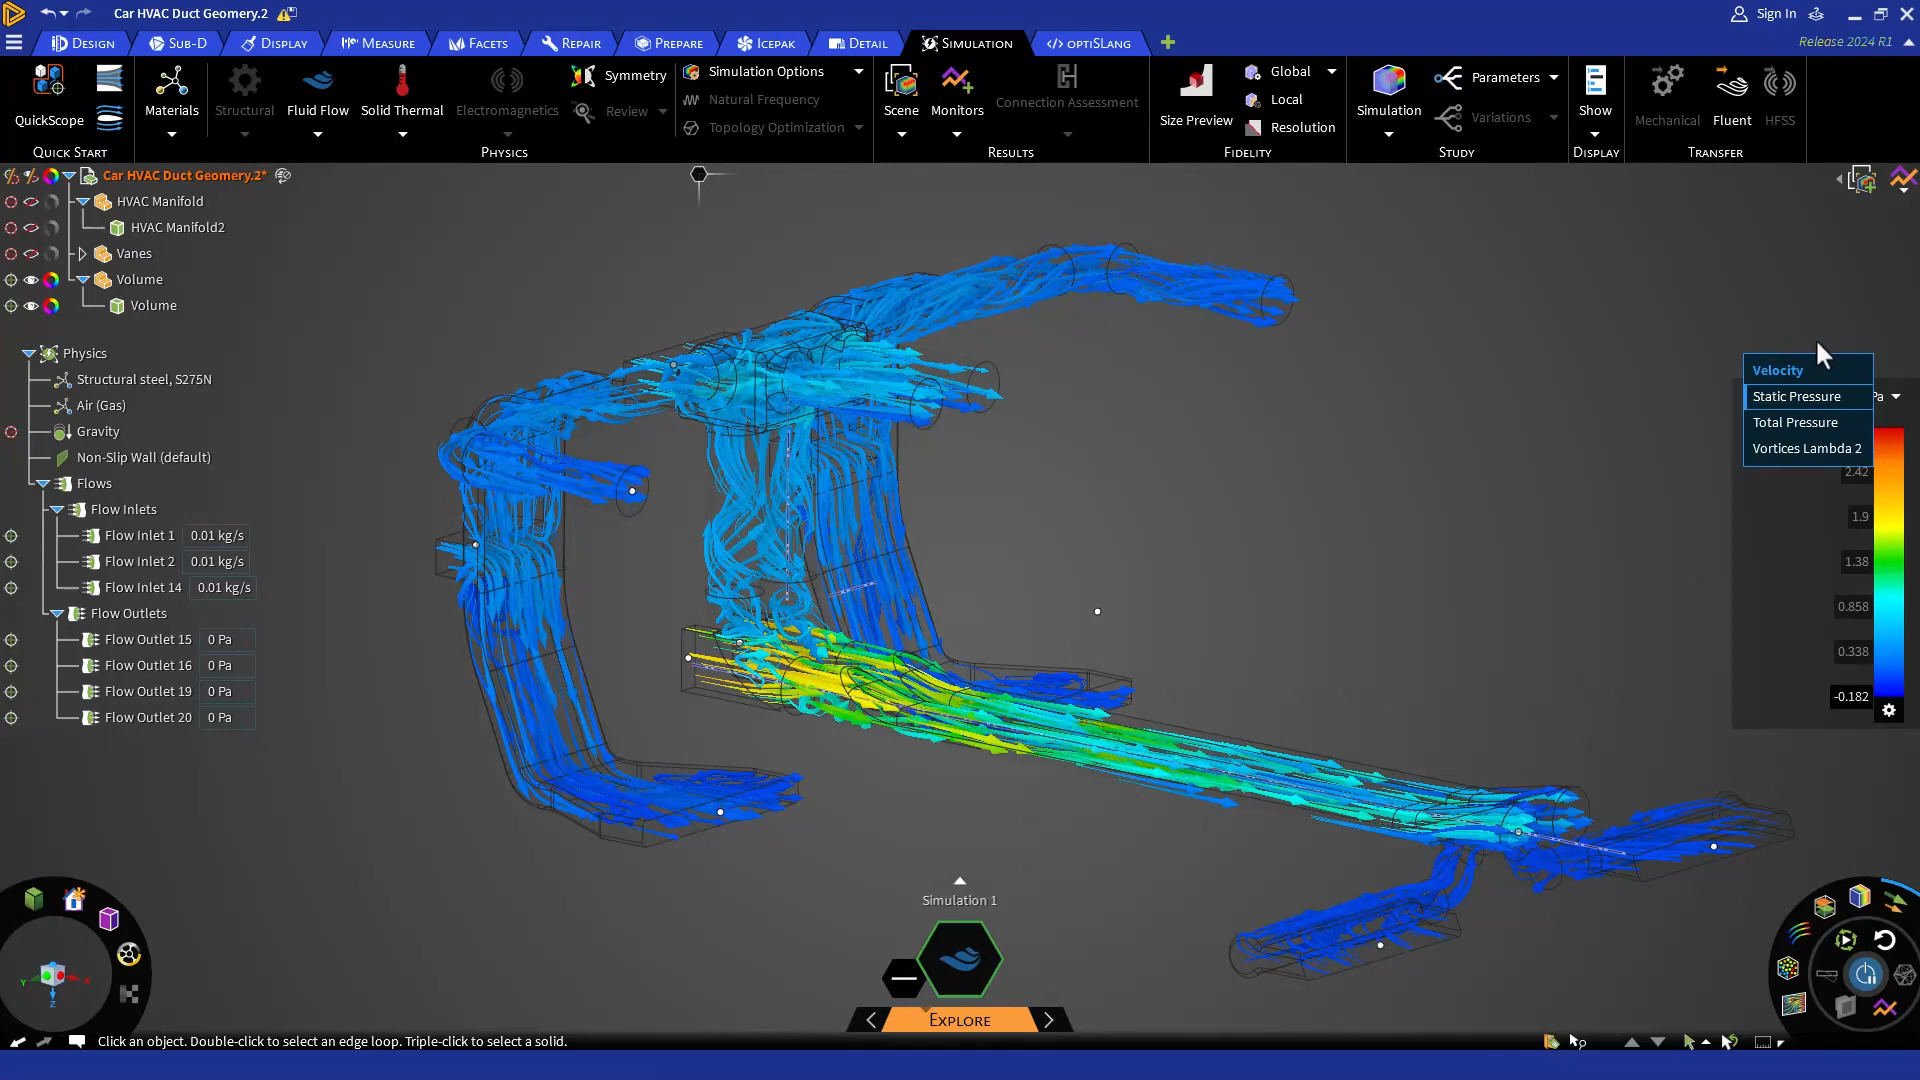 Car HVAC Duct Geomery.2
Sign In
Design
Sub-D
Display
Measure
Facets
Repair
Prepare
Icepak
Detail
Simulation
optiSLang
Release 2024 R1
QuickScope
Materials
Structural
Fluid Flow
Solid Thermal
Electromagnetics
Symmetry
Review
Simulation Options
Natural Frequency
Topology Optimization
Scene
Monitors
Connection Assessment
Size Preview
Global
Local
Resolution
Simulation
Parameters
Variations
Show
Mechanical
Fluent
HFSS
Quick Start
Physics
Results
Fidelity
Study
Display
Transfer
Car HVAC Duct Geomery.2*
HVAC Manifold
HVAC Manifold2
Vanes
Volume
Volume
Physics
Structural steel, S275N
Air (Gas)
Gravity
Non-Slip Wall (default)
Flows
Flow Inlets
Flow Inlet 1 0.01 kg/s
Flow Inlet 2 0.01 kg/s
Flow Inlet 14 0.01 kg/s
Flow Outlets
Flow Outlet 15 0 Pa
Flow Outlet 16 0 Pa
Flow Outlet 19 0 Pa
Flow Outlet 20 0 Pa
Velocity
Static Pressure
Pa
Total Pressure
Vortices Lambda 2
2.42
1.9
1.38
0.858
0.338
-0.182
Simulation 1
Explore
Y
X
Z
Click an object. Double-click to select an edge loop. Triple-click to select a solid.